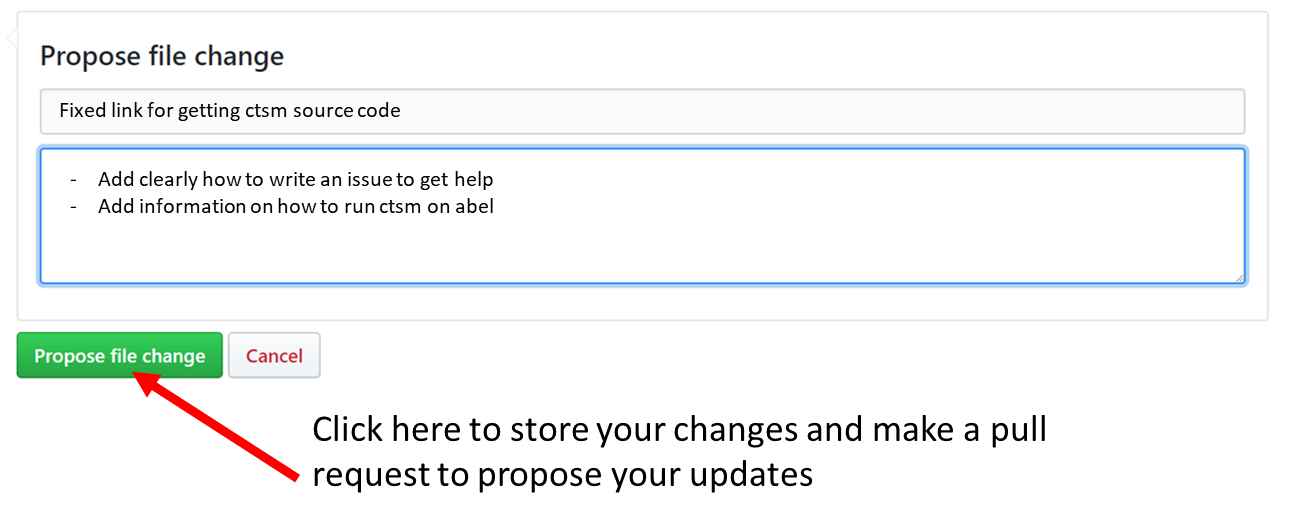 Propose file change
Fixed link for getting ctsm source code
- Add clearly how to write an issue to get help
- Add information on how to run ctsm on abel
Propose file change Cancel
Click here to store your changes and make a pull
request to propose your updates